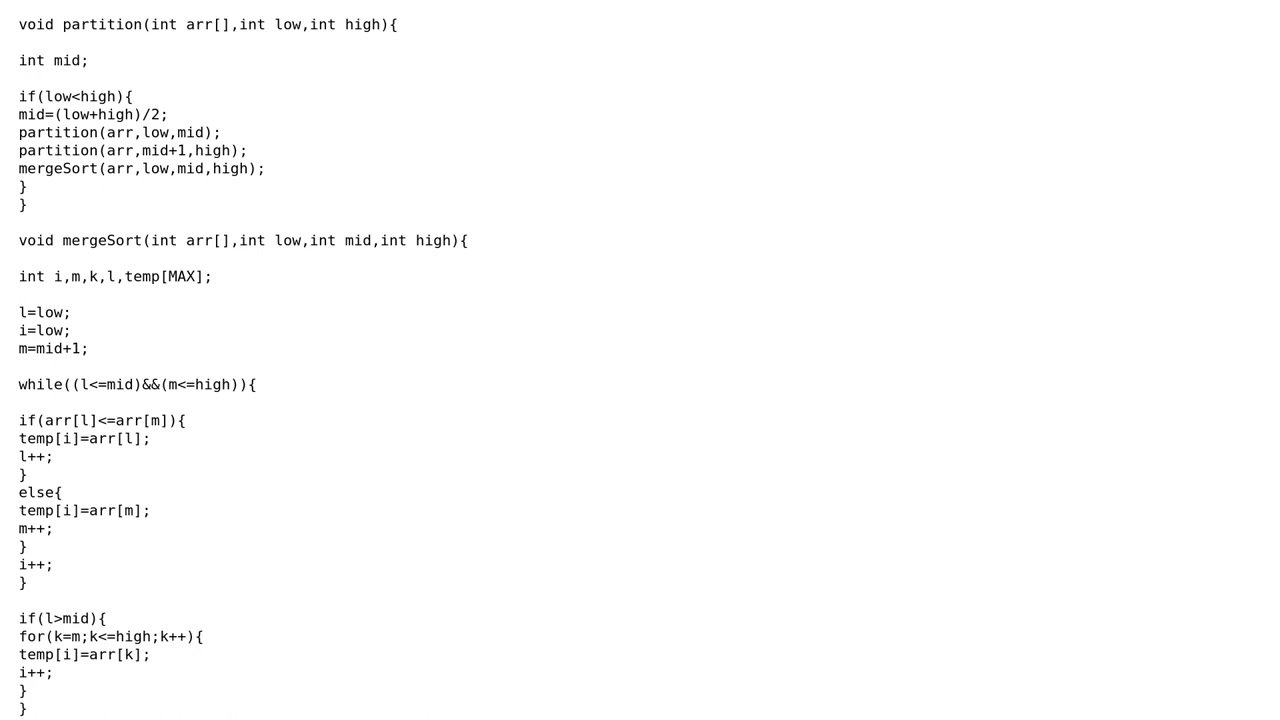 void partition(int arr[],int low,int high){
int mid;
if(low<high){
mid=(low+high)/2;
partition(arr,low,mid);
partition(arr,mid+1,high);
mergeSort(arr,low,mid,high);
}
}
void mergeSort(int arr[],int low,int mid,int high){
int i,m,k,l,temp[MAX];
l=low;
i=low;
m=mid+1;
while((l<=mid)&&(m<=high)){
if(arr[l]<=arr[m]){
temp[i]=arr[l];
l++;
}
else{
temp[i]=arr[m];
m++;
}
i++;
}
if(l>mid){
for(k=m;k<=high;k++){
temp[i]=arr[k];
i++;
}
}